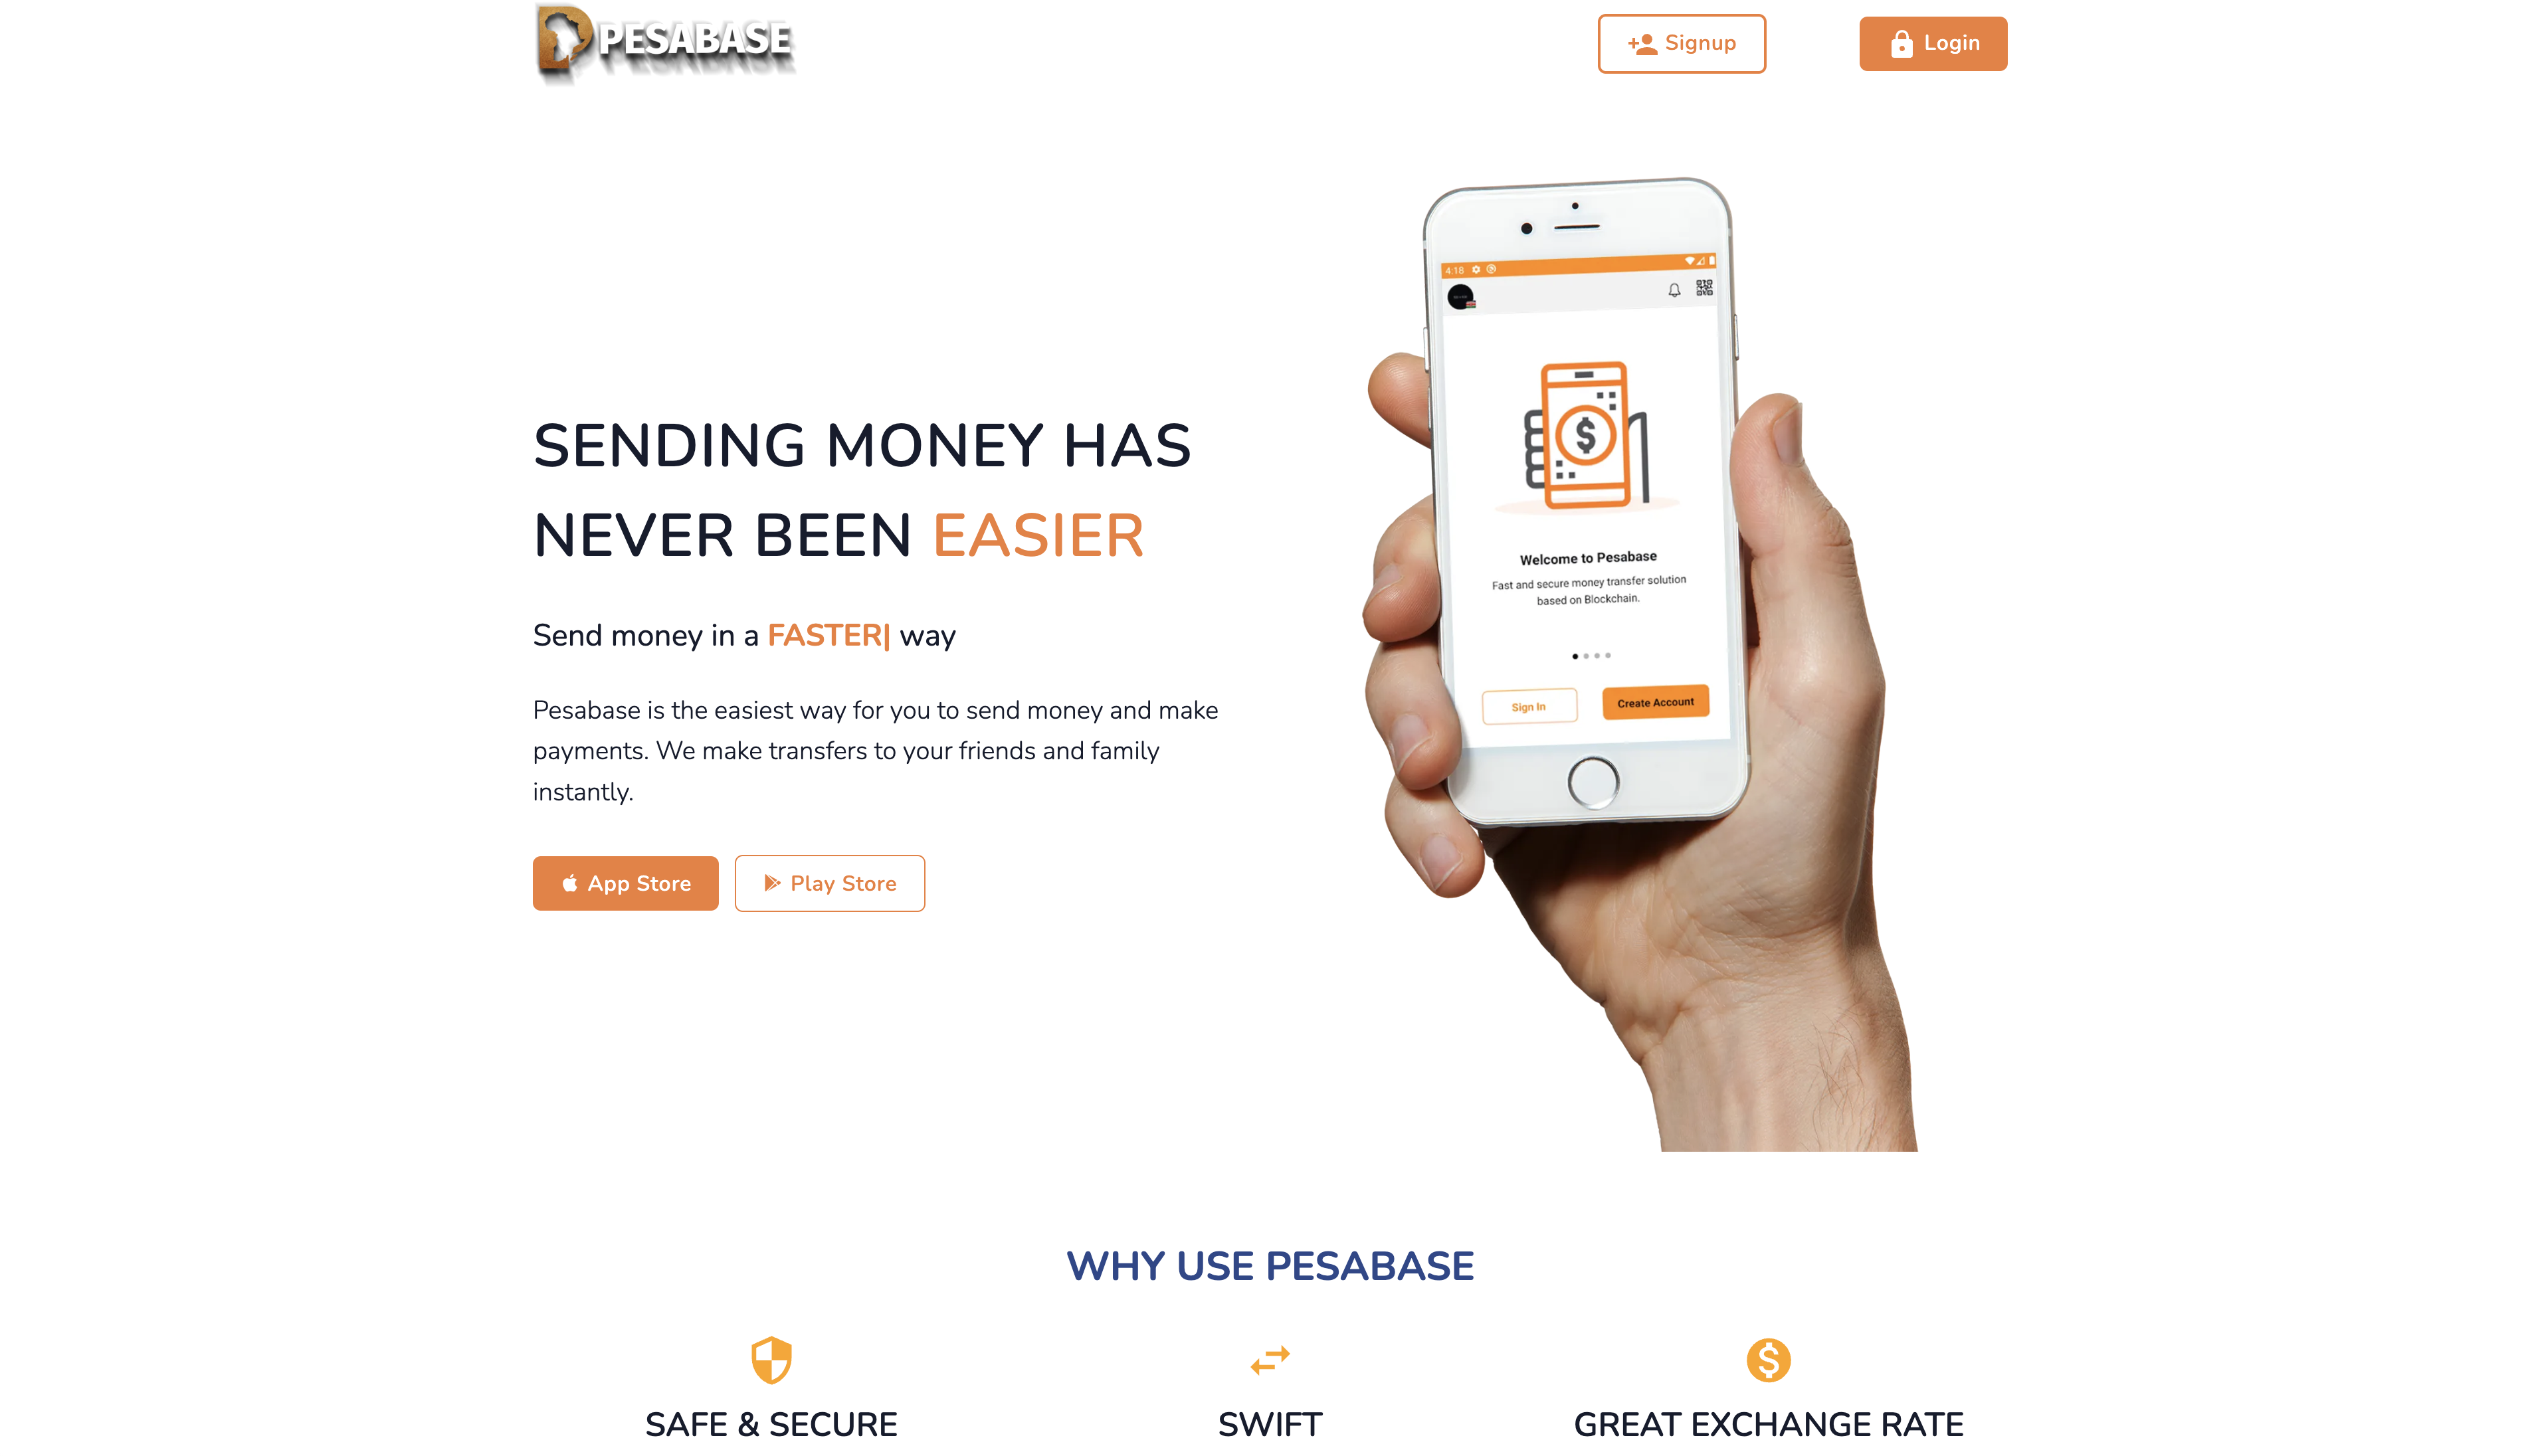 PESABASE
Signup
Login
SENDING MONEY HAS
NEVER BEEN EASIER
Send money in a FASTER| way
Pesabase is the easiest way for you to send money and make
payments. We make transfers to your friends and family
instantly.
App Store
Play Store
4:18
$
Welcome to Pesabase
Fast and secure money transfer solution
based on Blockchain.
Sign In
Create Account
WHY USE PESABASE
$
SAFE & SECURE
SWIFT
GREAT EXCHANGE RATE